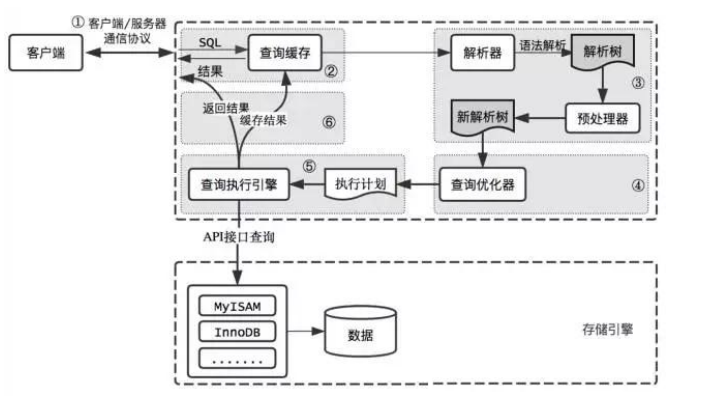 ① 客户端/服务器
通信协议
客户端
SQL
结果
查询缓存
②
解析器
语法解析
解析树
③
预处理器
新解析树
返回结果
缓存结果
⑥
查询执行引擎
⑤
执行计划
查询优化器
④
API接口查询
MyISAM
InnoDB
.......
数据
存储引擎